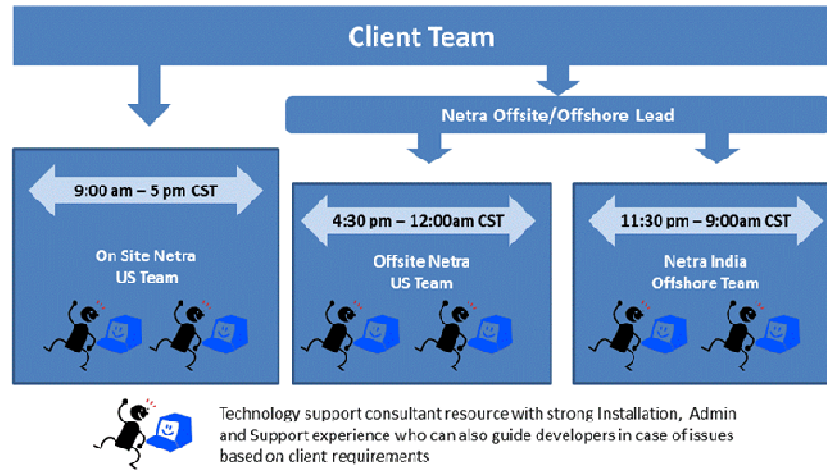 Client Team
Netra Offsite/Offshore Lead
9:00 am – 5 pm CST
On Site Netra
US Team
4:30 pm – 12:00am CST
Offsite Netra
US Team
11:30 pm – 9:00am CST
Netra India
Offshore Team
Technology support consultant resource with strong Installation, Admin
and Support experience who can also guide developers in case of issues
based on client requirements